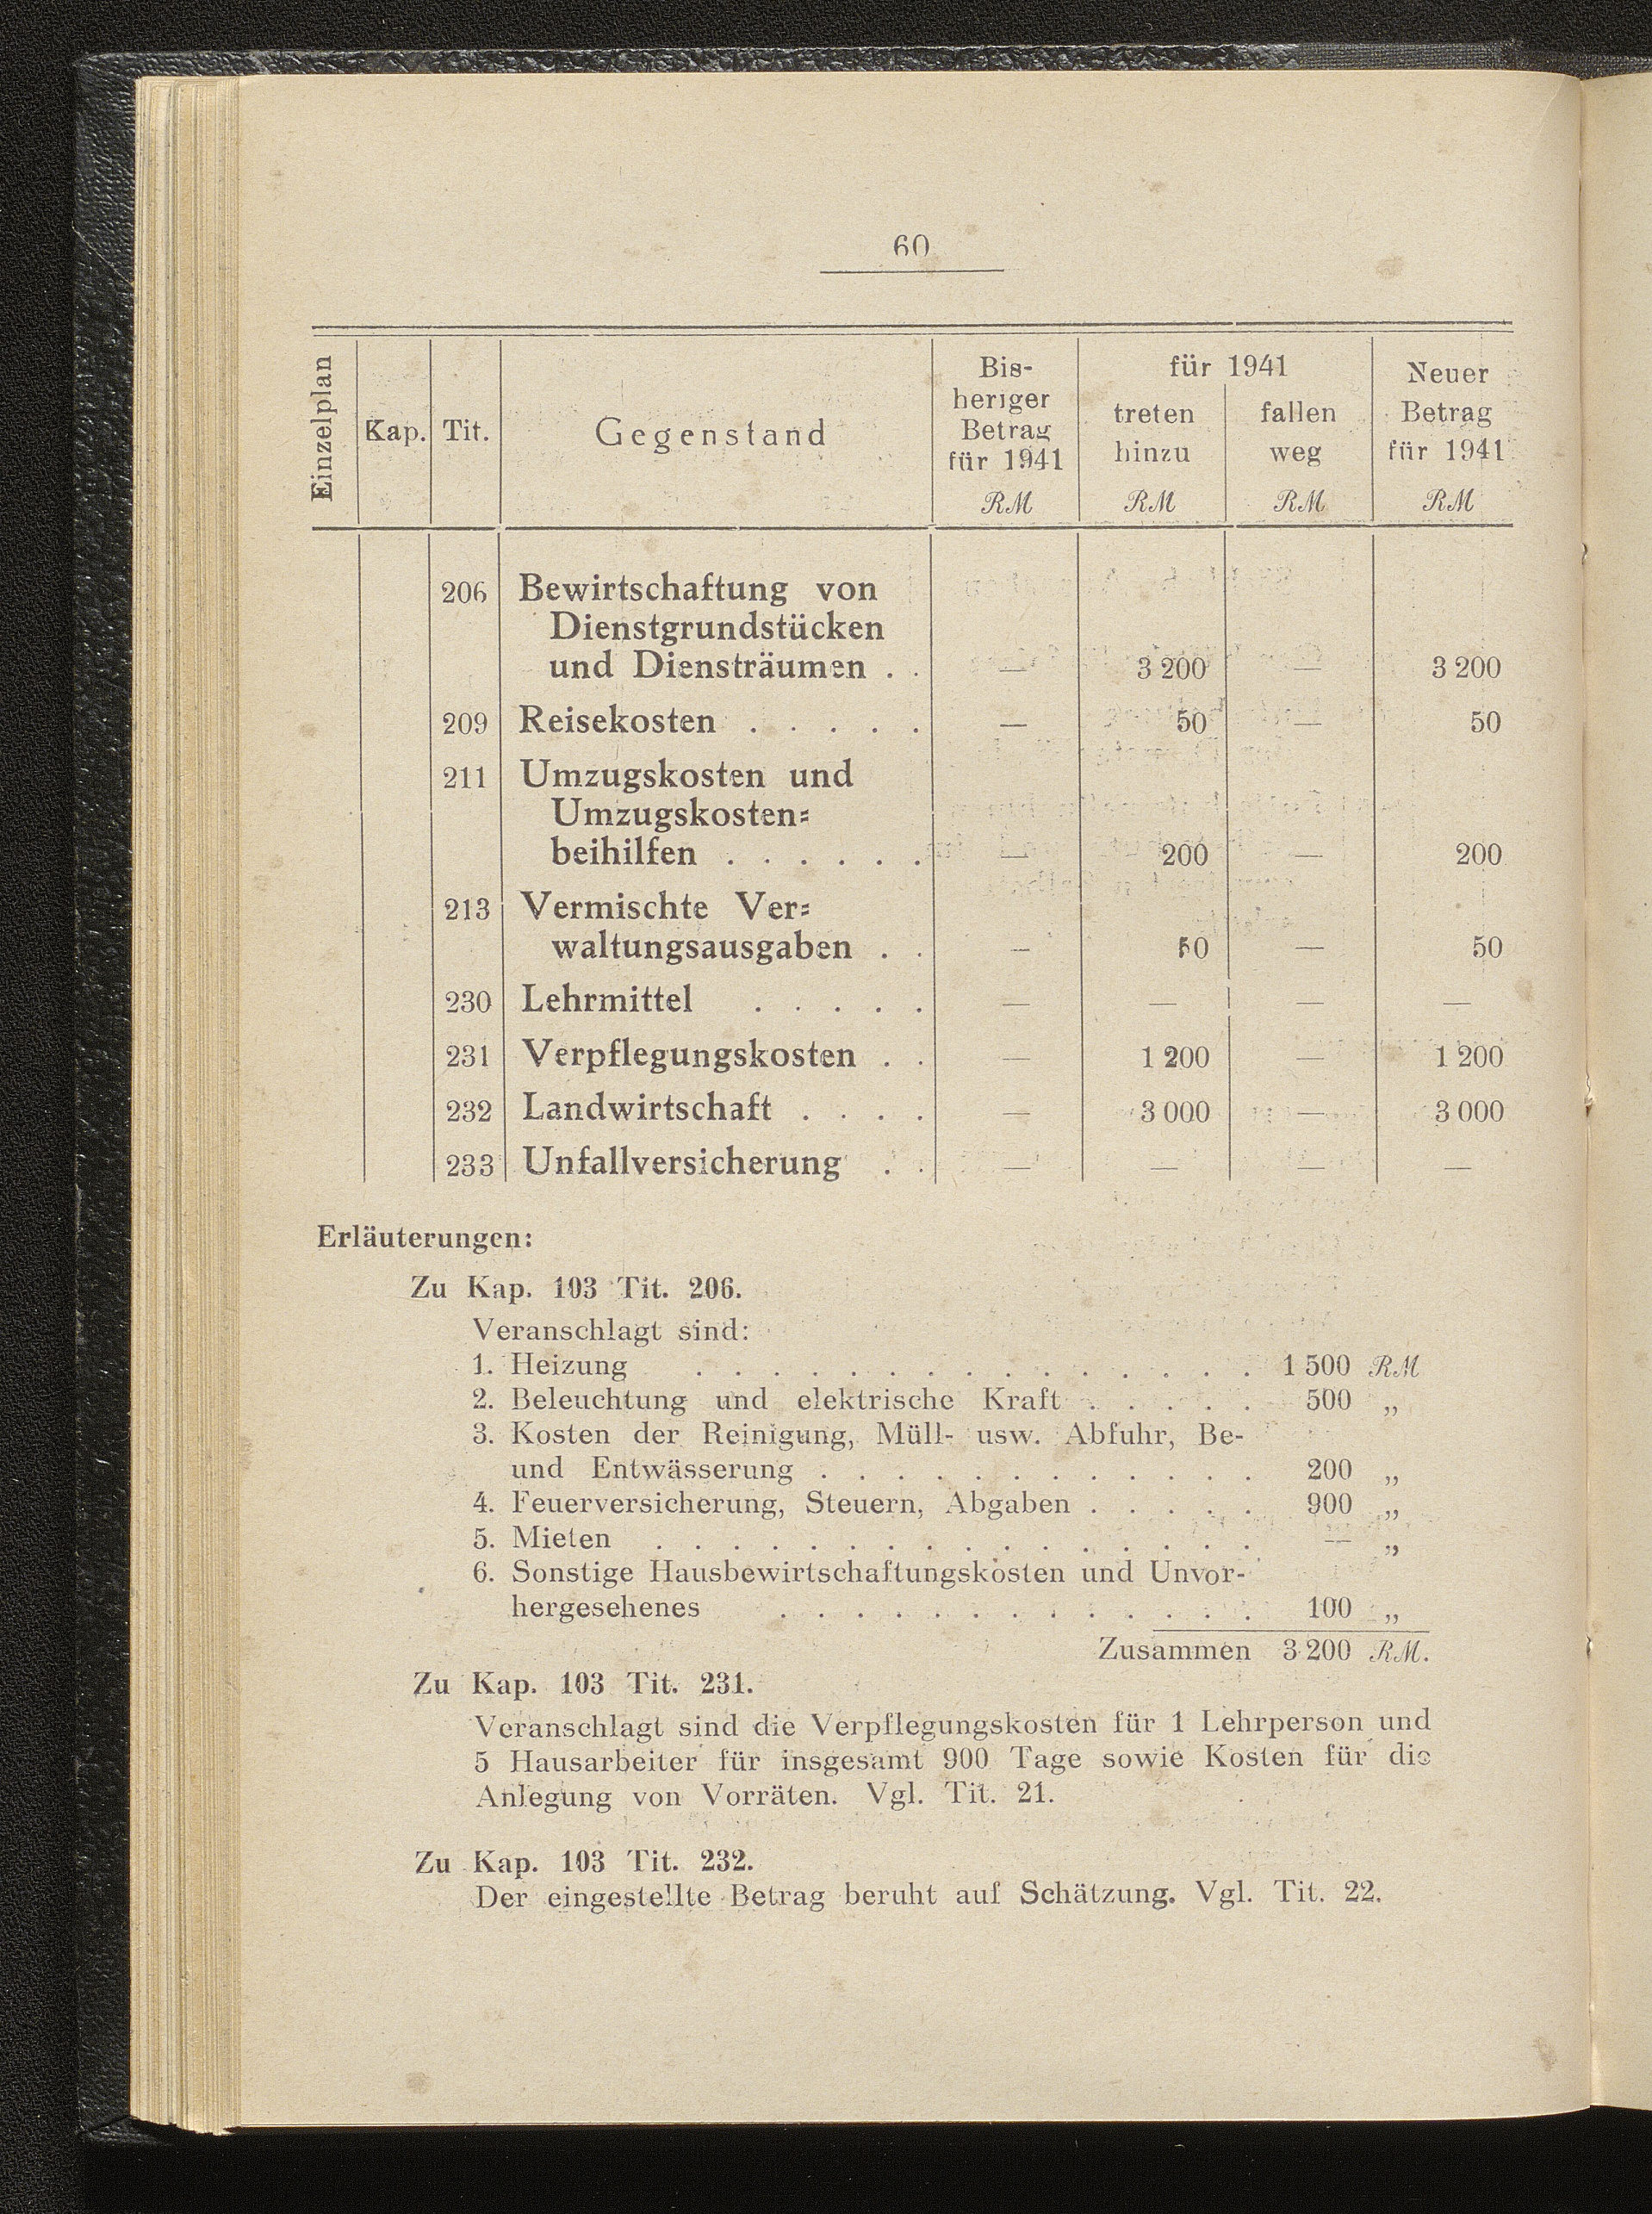 60
Einzelplan Kap. Tit. Gegenstand Bisheriger Betrag für 1941 RM für 1941 treten hinzu RM fallen weg RM Neuer Betrag für 1941 RM
206 Bewirtschaftung von
Dienstgrundstücken
und Diensträumen . . — 3 200 — 3 200
209 Reisekosten . . . . . — 50 — 50
211 Umzugskosten und
Umzugskosten=
beihilfen . . . . . . — 200 — 200
213 Vermischte Ver=
waltungsausgaben . . — 50 — 50
230 Lehrmittel . . . . . — — — —
231 Verpflegungskosten . . — 1 200 — 1 200
232 Landwirtschaft . . . . — 3 000 — 3 000
233 Unfallversicherung . . — — — —
Erläuterungen:
Zu Kap. 103 Tit. 206.
Veranschlagt sind:
1. Heizung . . . . . . . . . . . . . . . 1 500 RM
2. Beleuchtung und elektrische Kraft . . . . . 500 „
3. Kosten der Reinigung, Müll- usw. Abfuhr, Be-
und Entwässerung . . . . . . . . . . . . 200 „
4. Feuerversicherung, Steuern, Abgaben . . . . . 900 „
5. Mieten . . . . . . . . . . . . . . . . — „
6. Sonstige Hausbewirtschaftungskosten und Unvor-
hergesehenes . . . . . . . . . . . . . 100 „
Zusammen 3 200 RM.
Zu Kap. 103 Tit. 231.
Veranschlagt sind die Verpflegungskosten für 1 Lehrperson und
5 Hausarbeiter für insgesamt 900 Tage sowie Kosten für die
Anlegung von Vorräten. Vgl. Tit. 21.
Zu Kap. 103 Tit. 232.
Der eingestellte Betrag beruht auf Schätzung. Vgl. Tit. 22.